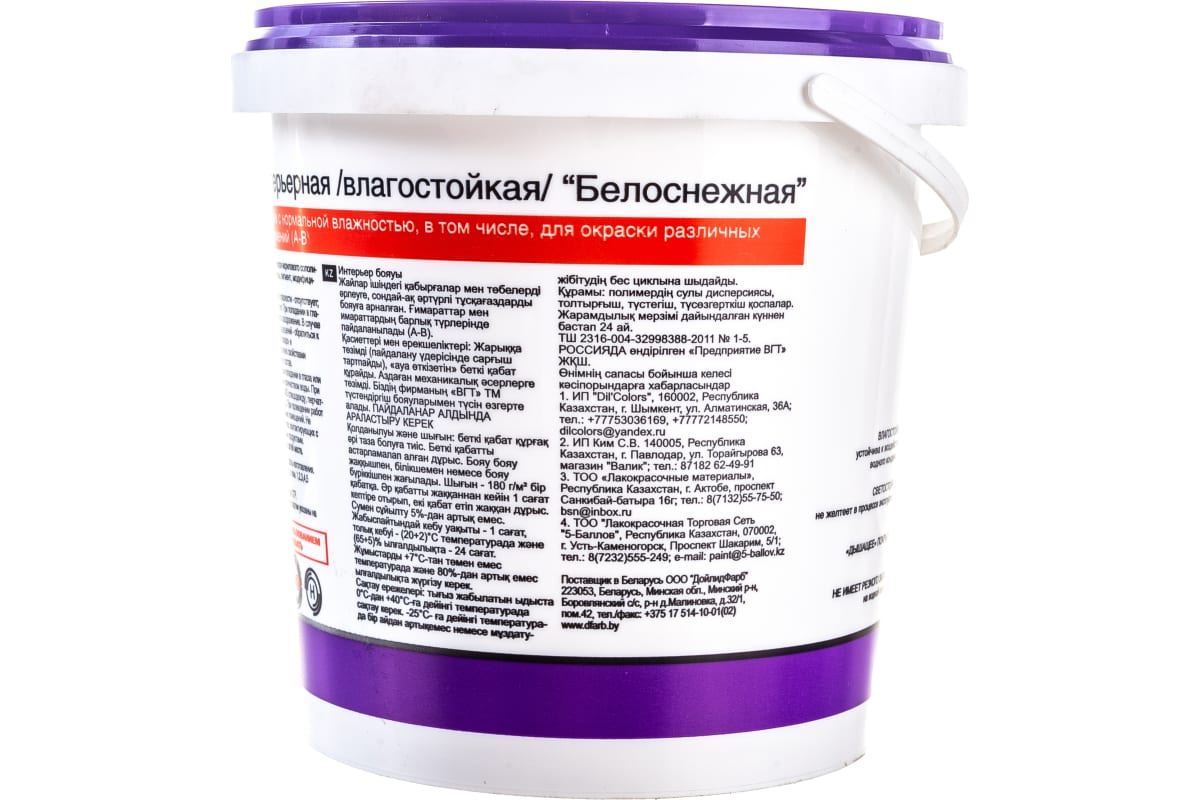 /влагостойкая/ “Белоснежная”
с нормальной влажностью, в том числе, для окраски различных
(А-В)
KZ Интерьер бояуы
Жайлар ішіндегі қабырғалар мен төбелерді
өрлеуге, сондай-ақ әртүрлі тұсқағаздарды
бояуға арналған. Ғимараттар мен
имараттардың барлық түрлерінде
пайдаланылады (А-В).
Қасиеттері мен ерекшеліктері: Жарыққа
төзімді (пайдалану үдерісінде сарғыш
тартпайды), «ауа өткізетін» беткі қабат
құрайды. Аздаған механикалық әсерлерге
төзімді. Біздің фирманың «ВГТ» ТМ
түстендіргіш бояуларымен түсін өзгерте
алады. ПАЙДАЛАНАР АЛДЫНДА
АРАЛАСТЫРУ КЕРЕК
Қолданылуы және шығын: беткі қабат құрғақ
әрі таза болуға тиіс. Беткі қабатты
астарламалап алған дұрыс. Бояу бояу
жаққышпен, білікшемен немесе бояу
бүріккішпен жағылады. Шығын - 180 г/м² бір
қабатқа. Әр қабатты жаққаннан кейін 1 сағат
кептіре отырып, екі қабат етіп жаққан дұрыс.
Сумен сұйылту 5%-дан артық емес.
Жабыспайтындай кебу уақыты - 1 сағат,
толық кебуі - (20+2)°С температурада және
(65+5)% ылғалдылықта - 24 сағат.
Жұмыстарды +7°С-тан төмен емес
температурада және 80%-дан артық емес
ылғалдылықта жүргізу керек.
Сақтау ережелері: тығыз жабылатын ыдыста
0°С-дан +40°С-ға дейінгі температурада
сақтау керек. -25°С- ға дейінгі температура-
да бір айдан артықемес немесе мұздату-
жібітудің бес циклына шыдайды.
Құрамы: полимердің сулы дисперсиясы,
толтырғыш, түстегіш, түсөзгерткіш қоспалар.
Жарамдылық мерзімі дайындалған күннен
бастап 24 ай.
ТШ 2316-004-32998388-2011 № 1-5.
РОССИЯДА өндірілген «Предприятие ВГТ»
ЖҚШ.
Өнімнің сапасы бойынша келесі
кәсіпорындарға хабарласындар
1. ИП "Dil'Colors", 160002, Республика
Казахстан, г. Шымкент, ул. Алматинская, 36А;
тел.: +77753036169, +77772148550;
dilcolors@yandex.ru
2. ИП Ким С.В. 140005, Республика
Казахстан, г. Павлодар, ул. Торайгырова 63,
магазин "Валик"; тел.: 87182 62-49-91
3. ТОО «Лакокрасочные материалы»,
Республика Казахстан, г. Актобе, проспект
Санкибай-батыра 16г; тел.: 8(7132)55-75-50;
bsn@inbox.ru
4. ТОО "Лакокрасочная Торговая Сеть
"5-Баллов", Республика Казахстан, 070002,
г. Усть-Каменогорск, Проспект Шакарим, 5/1;
тел.: 8(7232)555-249; e-mail: paint@5-ballov.kz
Поставщик в Беларусь ООО "ДойлидФарб"
223053, Беларусь, Минская обл., Минский р-н,
Боровлянский с/с, р-н д.Малиновка, д.32/1,
пом.42, тел./факс: +375 17 514-10-01(02)
www.dfarb.by
не желтеет в процессе
НЕ ИМЕЕТ РЕЗКОГО